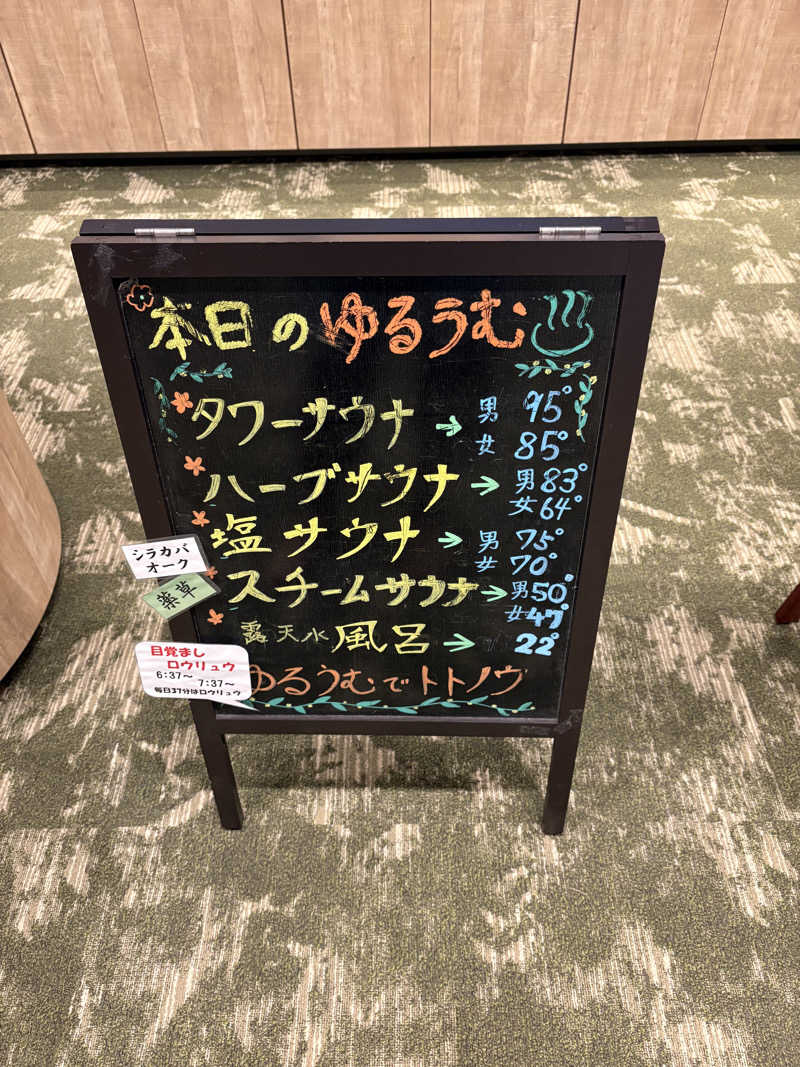 本日のゆるうむ
タワーサウナ → 男 95°
女 85°
ハーブサウナ → 男 83°
女 64°
塩サウナ → 男 75°
女 70°
シラカバ
オーク
薬草
スチームサウナ → 男 50°
女 47°
露天水風呂 → 22°
目覚まし
ロウリュウ
6:37〜
7:37〜
毎日37分はロウリュウ
ゆるうむでトトノウ